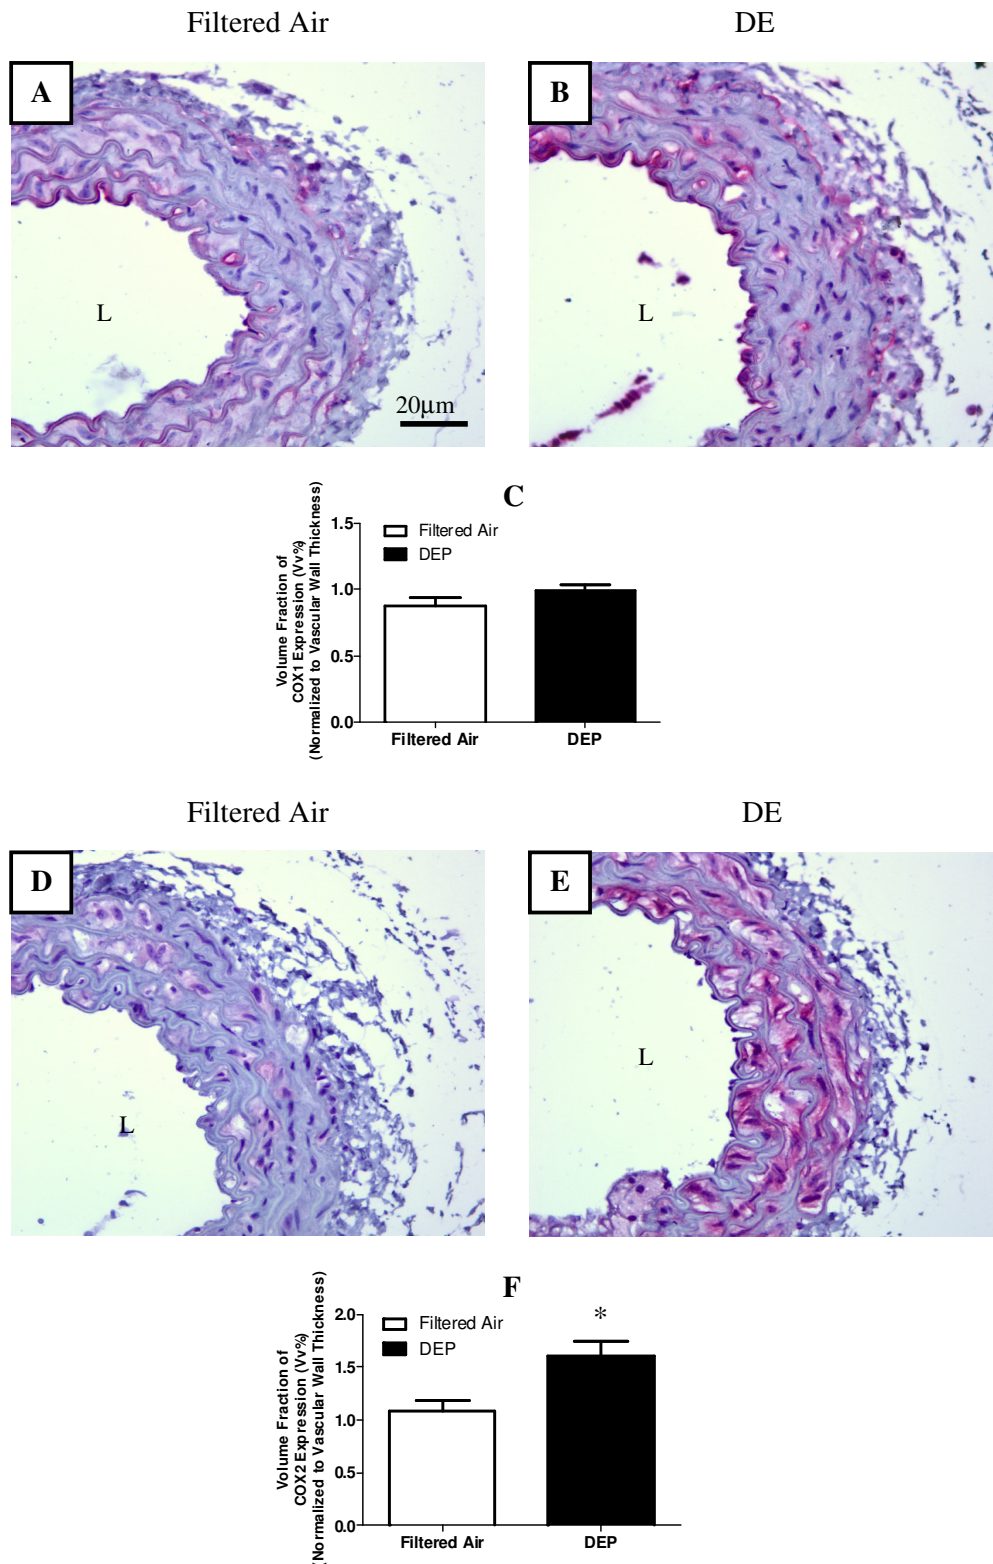 Filtered Air
DE
A
B
L
L
20µm
C
Volume Fraction of
COX1 Expression (Vv%)
(Normalized to Vascular Wall Thickness)
1.5
1.0
0.5
0.0
Filtered Air
DEP
Filtered Air
DEP
Filtered Air
DE
D
E
L
L
F
Volume Fraction of
COX2 Expression (Vv%)
(Normalized to Vascular Wall Thickness)
2.0
1.5
1.0
0.5
0.0
Filtered Air
DEP
*
Filtered Air
DEP